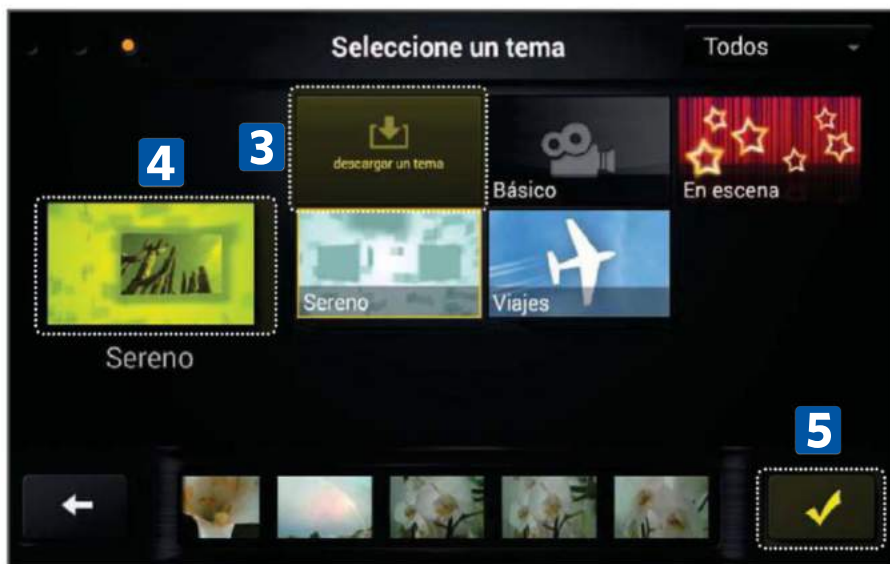 Seleccione un tema
Todos
4
3
descargar un tema
Básico
En escena
Sereno
Viajes
Sereno
5